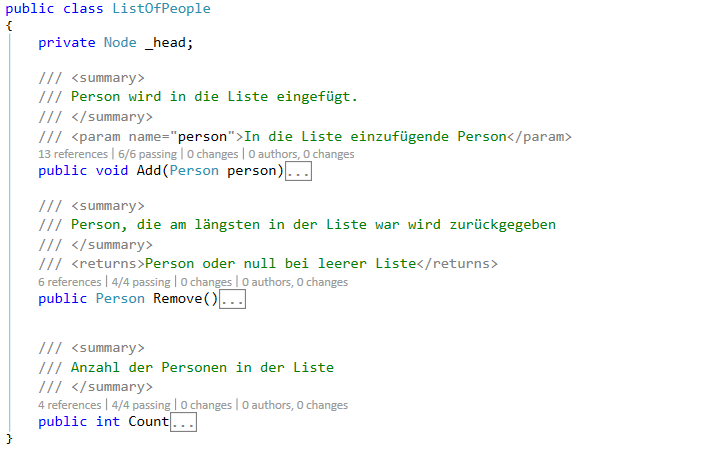 public class ListOfPeople
{
private Node _head;
/// <summary>
/// Person wird in die Liste eingefügt.
/// </summary>
/// <param name="person">In die Liste einzufügende Person</param>
13 references | 6/6 passing | 0 changes | 0 authors, 0 changes
public void Add(Person person)...
/// <summary>
/// Person, die am längsten in der Liste war wird zurückgegeben
/// </summary>
/// <returns>Person oder null bei leerer Liste</returns>
6 references | 4/4 passing | 0 changes | 0 authors, 0 changes
public Person Remove()...
/// <summary>
/// Anzahl der Personen in der Liste
/// </summary>
4 references | 4/4 passing | 0 changes | 0 authors, 0 changes
public int Count...
}